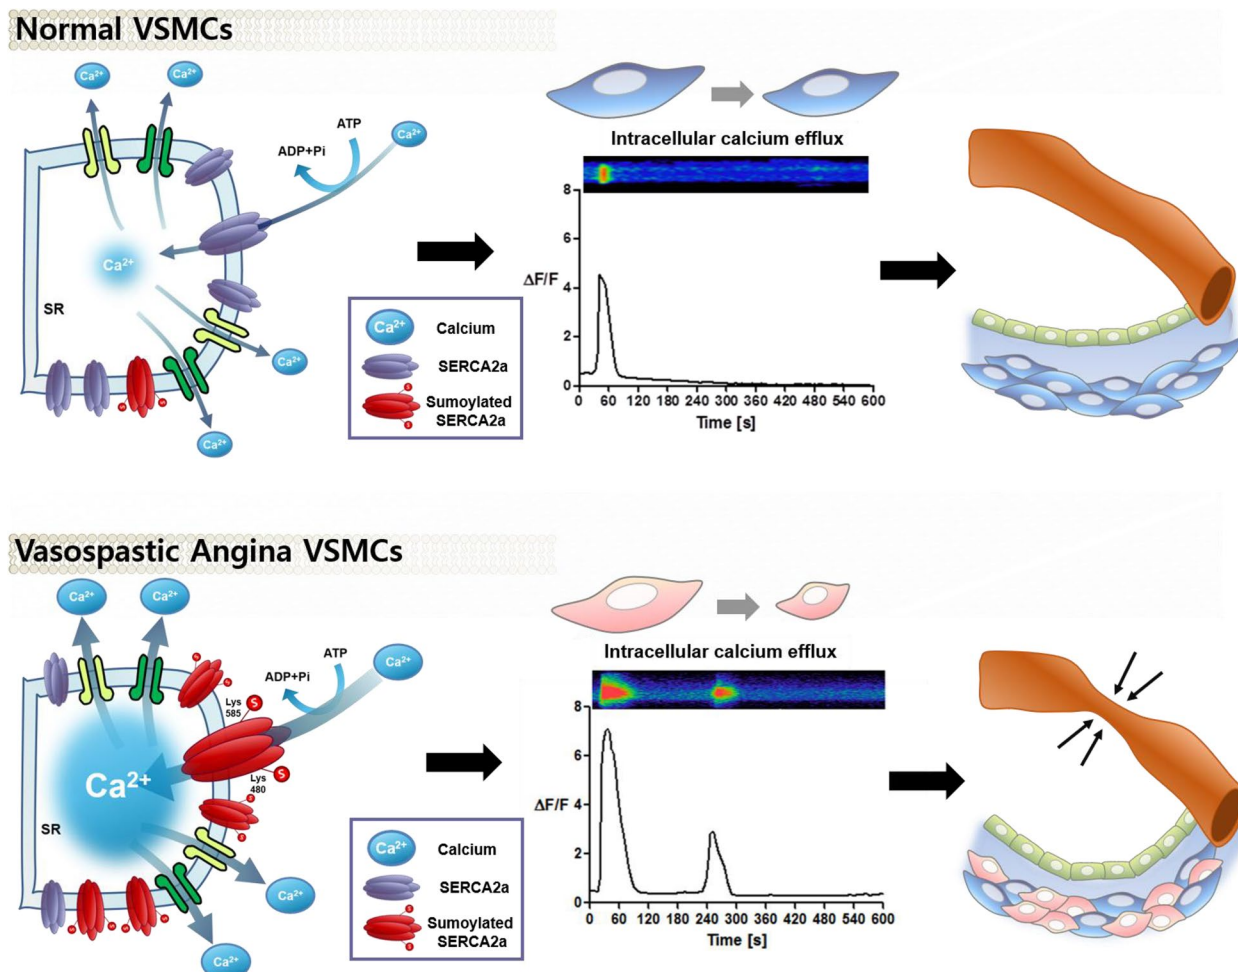 Normal VSMCs
Ca²⁺
Ca²⁺
ATP
Ca²⁺
ADP+Pi
Ca²⁺
SR
Ca²⁺
S
S
Ca²⁺
Ca²⁺
Calcium
SERCA2a
S
Sumoylated
SERCA2a
S
Intracellular calcium efflux
8
6
ΔF/F
4
2
0
0 60 120 180 240 300 360 420 480 540 600
Time [s]
Vasospastic Angina VSMCs
Ca²⁺
Ca²⁺
ATP
Ca²⁺
ADP+Pi
S
S
Lys
585
S
Ca²⁺
S
Lys
480
S
S
SR
Ca²⁺
S
S
S
S
Ca²⁺
Ca²⁺
Calcium
SERCA2a
S
Sumoylated
SERCA2a
S
Intracellular calcium efflux
8
6
ΔF/F
4
2
0
0 60 120 180 240 300 360 420 480 540 600
Time [s]